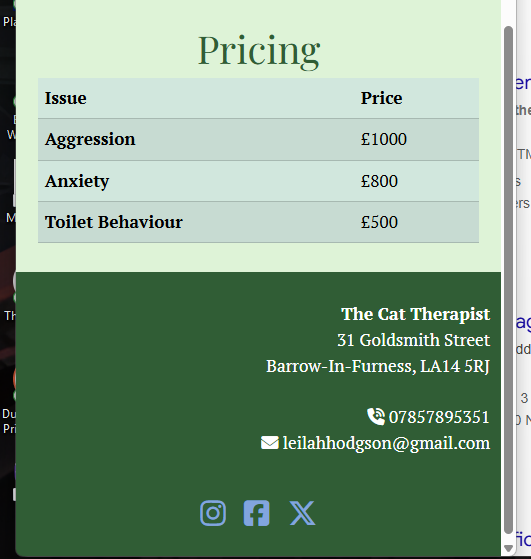 Pricing
Issue Price
Aggression £1000
Anxiety £800
Toilet Behaviour £500
The Cat Therapist
31 Goldsmith Street
Barrow-In-Furness, LA14 5RJ
07857895351
leilahhodgson@gmail.com